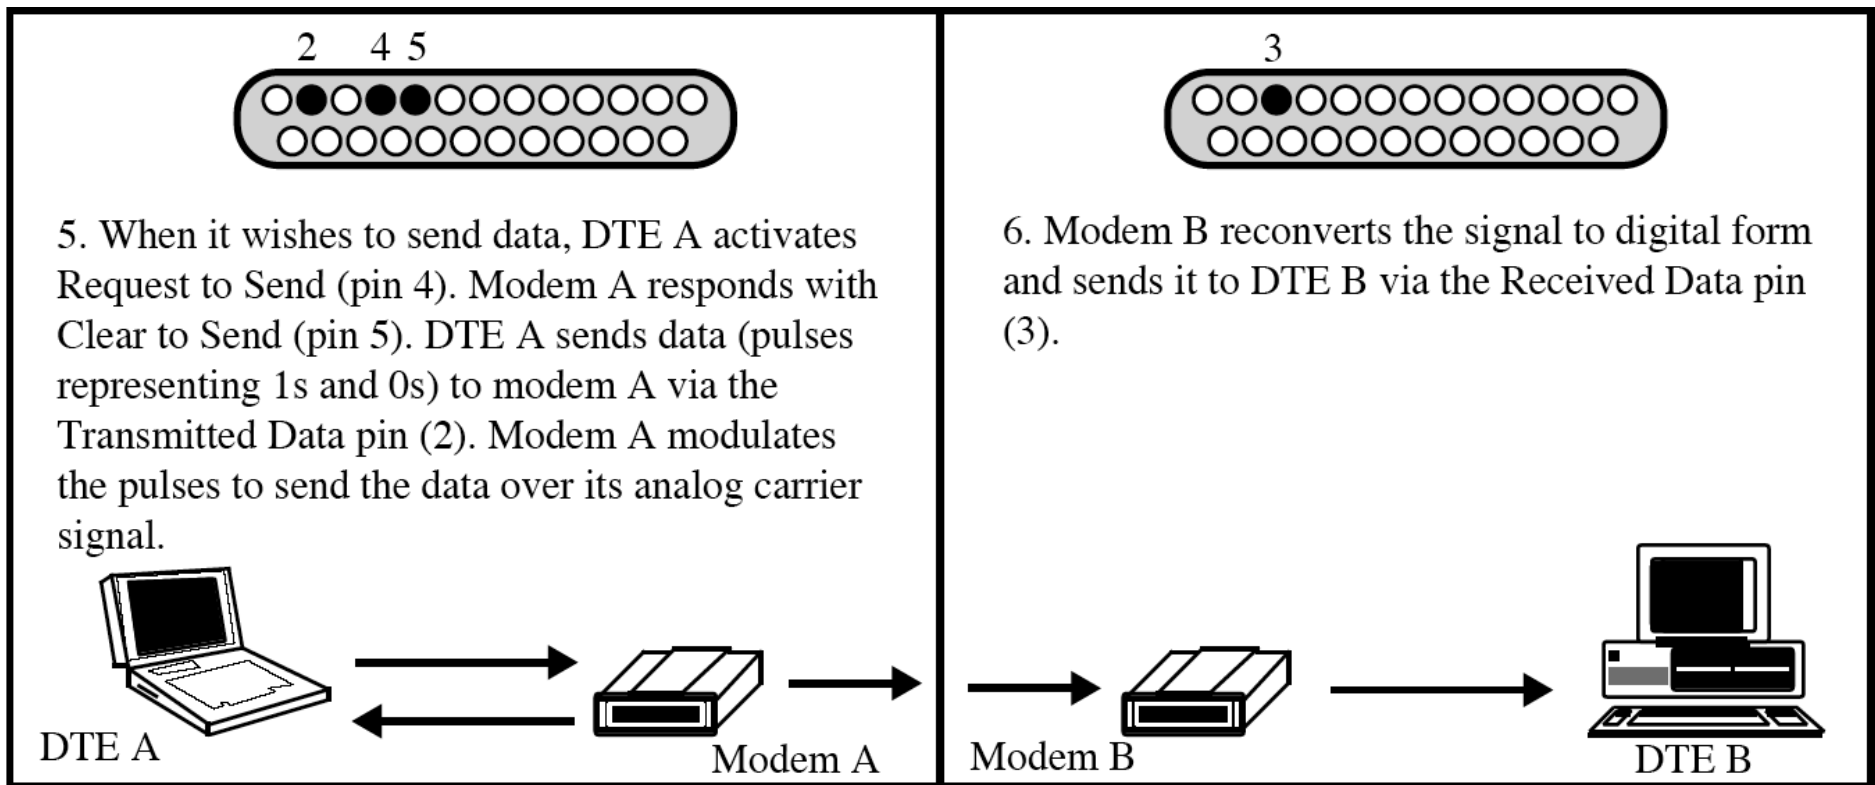 2 4 5
5. When it wishes to send data, DTE A activates
Request to Send (pin 4). Modem A responds with
Clear to Send (pin 5). DTE A sends data (pulses
representing 1s and 0s) to modem A via the
Transmitted Data pin (2). Modem A modulates
the pulses to send the data over its analog carrier
signal.
DTE A
Modem A
3
6. Modem B reconverts the signal to digital form
and sends it to DTE B via the Received Data pin
(3).
Modem B
DTE B